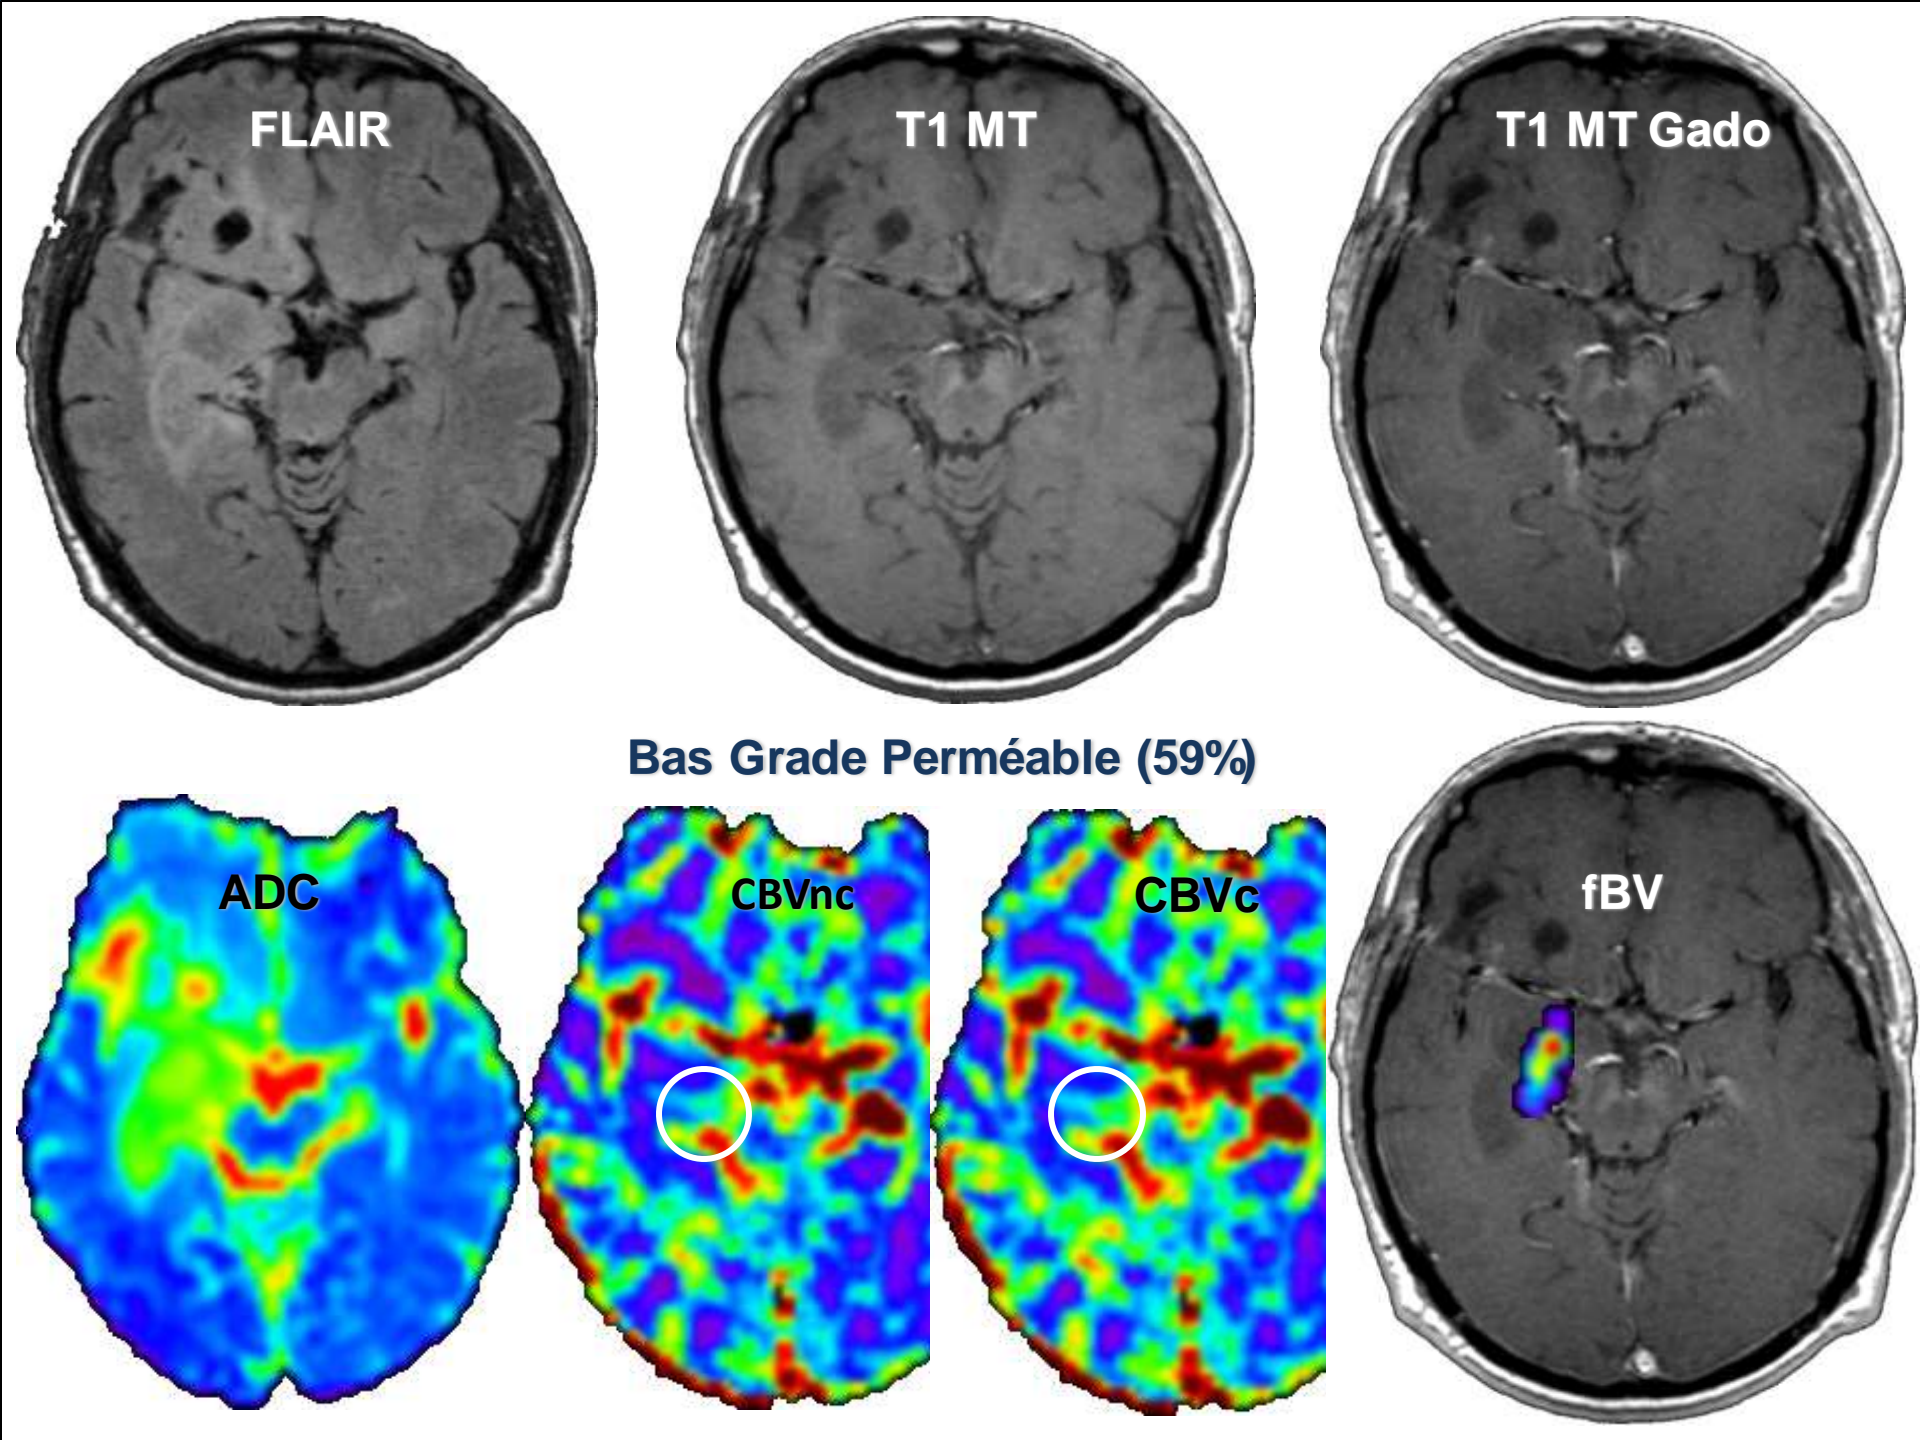 FLAIR
T1 MT
T1 MT Gado
Bas Grade Perméable (59%)
ADC
CBVnc
CBVc
fBV